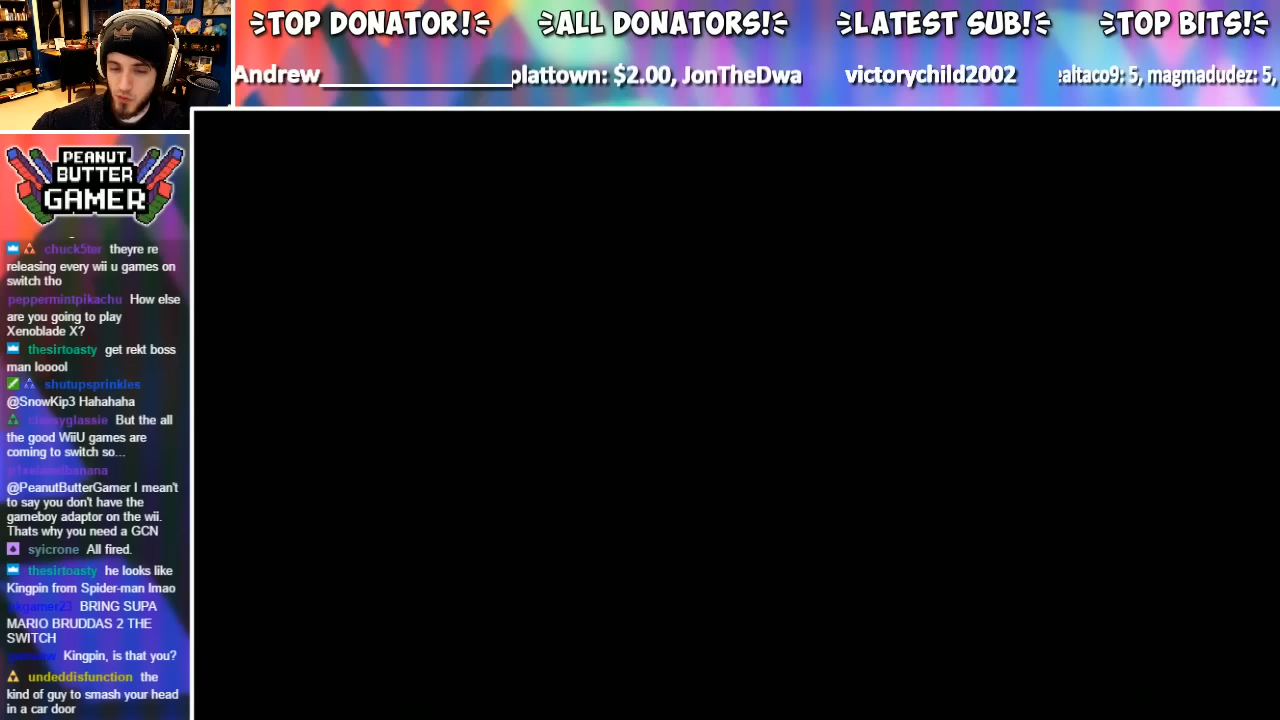 TOP DONATOR!
ALL DONATORS!
LATEST SUB!
TOP BITS!
Andrew_______________
plattown: $2.00, JonTheDwa
victorychild2002
altaco9: 5, magmadudez: 5,
PEANUT
BUTTER
GAMER
chuck5ter theyre re
releasing every wii u games on
switch tho
peppermintpikachu How else
are you going to play
Xenoblade X?
thesirtoasty get rekt boss
man looool
shutupsprinkles
@SnowKip3 Hahahaha
But the all
the good WiiU games are
coming to switch so...
@PeanutButterGamer I mean't
to say you don't have the
gameboy adaptor on the wii.
Thats why you need a GCN
syicrone All fired.
thesirtoasty he looks like
Kingpin from Spider-man lmao
BRING SUPA
MARIO BRUDDAS 2 THE
SWITCH
Kingpin, is that you?
undeddisfunction the
kind of guy to smash your head
in a car door